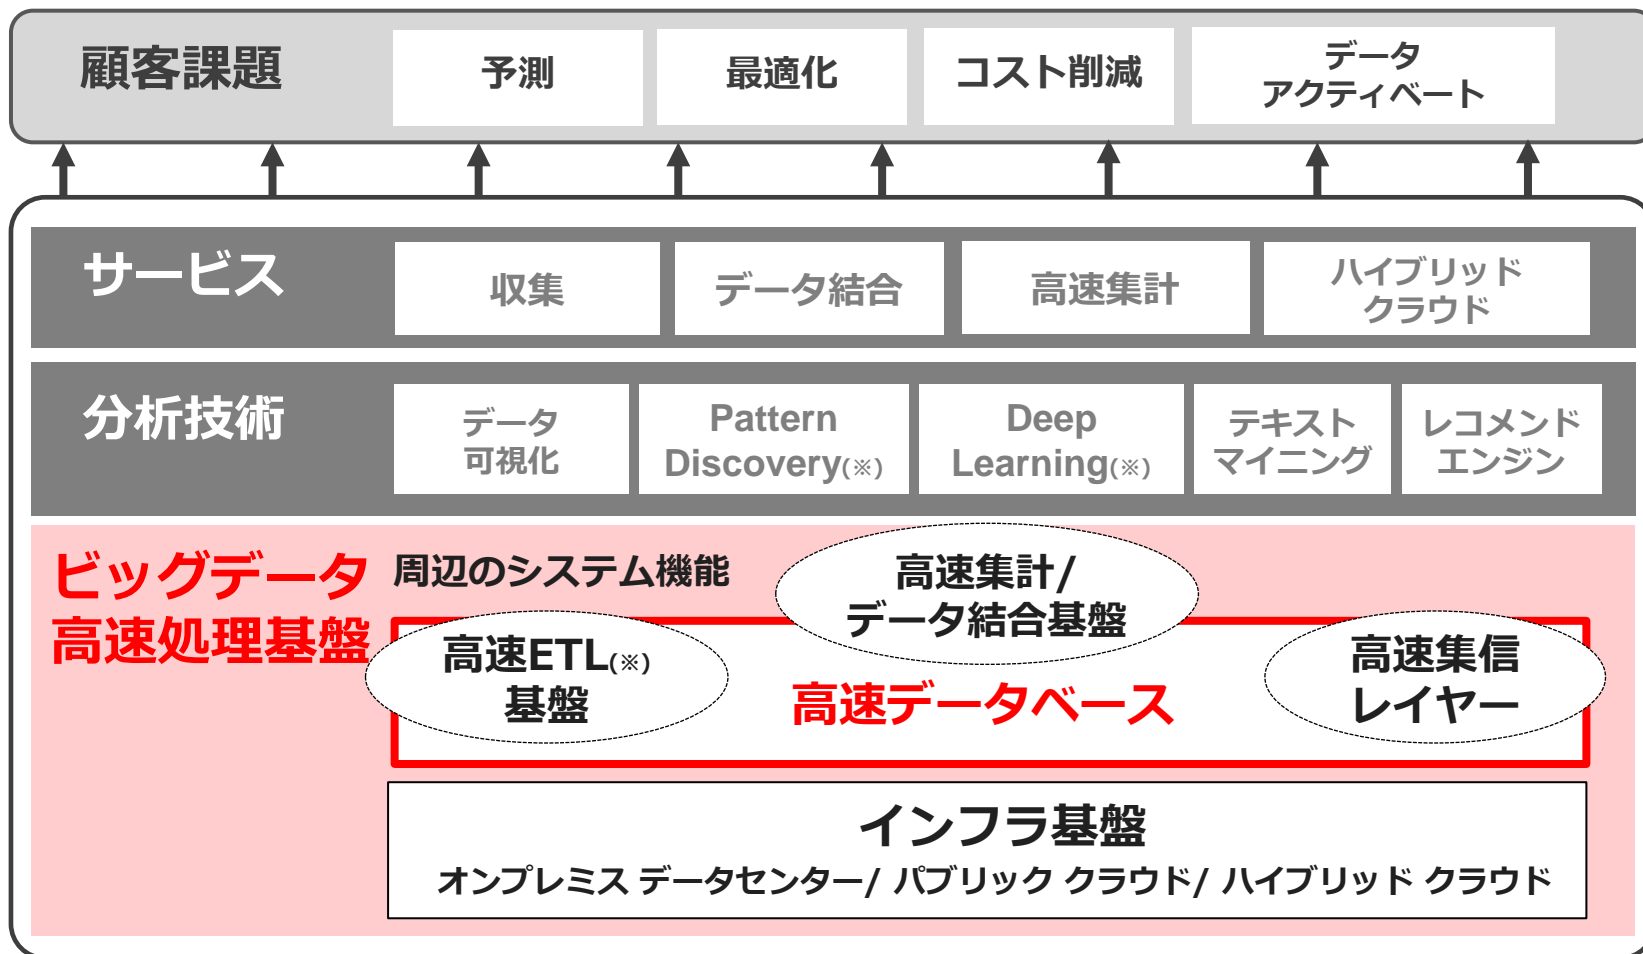 顧客課題
予測
最適化
コスト削減
データ
アクティベート
サービス
収集
データ結合
高速集計
ハイブリッド
クラウド
分析技術
データ
可視化
Pattern
Discovery(※)
Deep
Learning(※)
テキスト
マイニング
レコメンド
エンジン
ビッグデータ
高速処理基盤
周辺のシステム機能
高速集計/
データ結合基盤
高速ETL(※)
基盤
高速データベース
高速集信
レイヤー
インフラ基盤
オンプレミス データセンター/ パブリック クラウド/ ハイブリッド クラウド